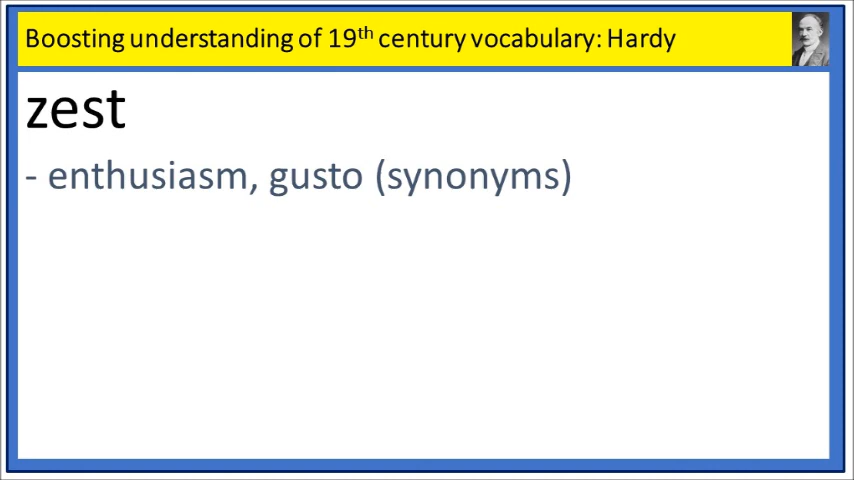 Boosting understanding of 19th century vocabulary: Hardy
zest
- enthusiasm, gusto (synonyms)